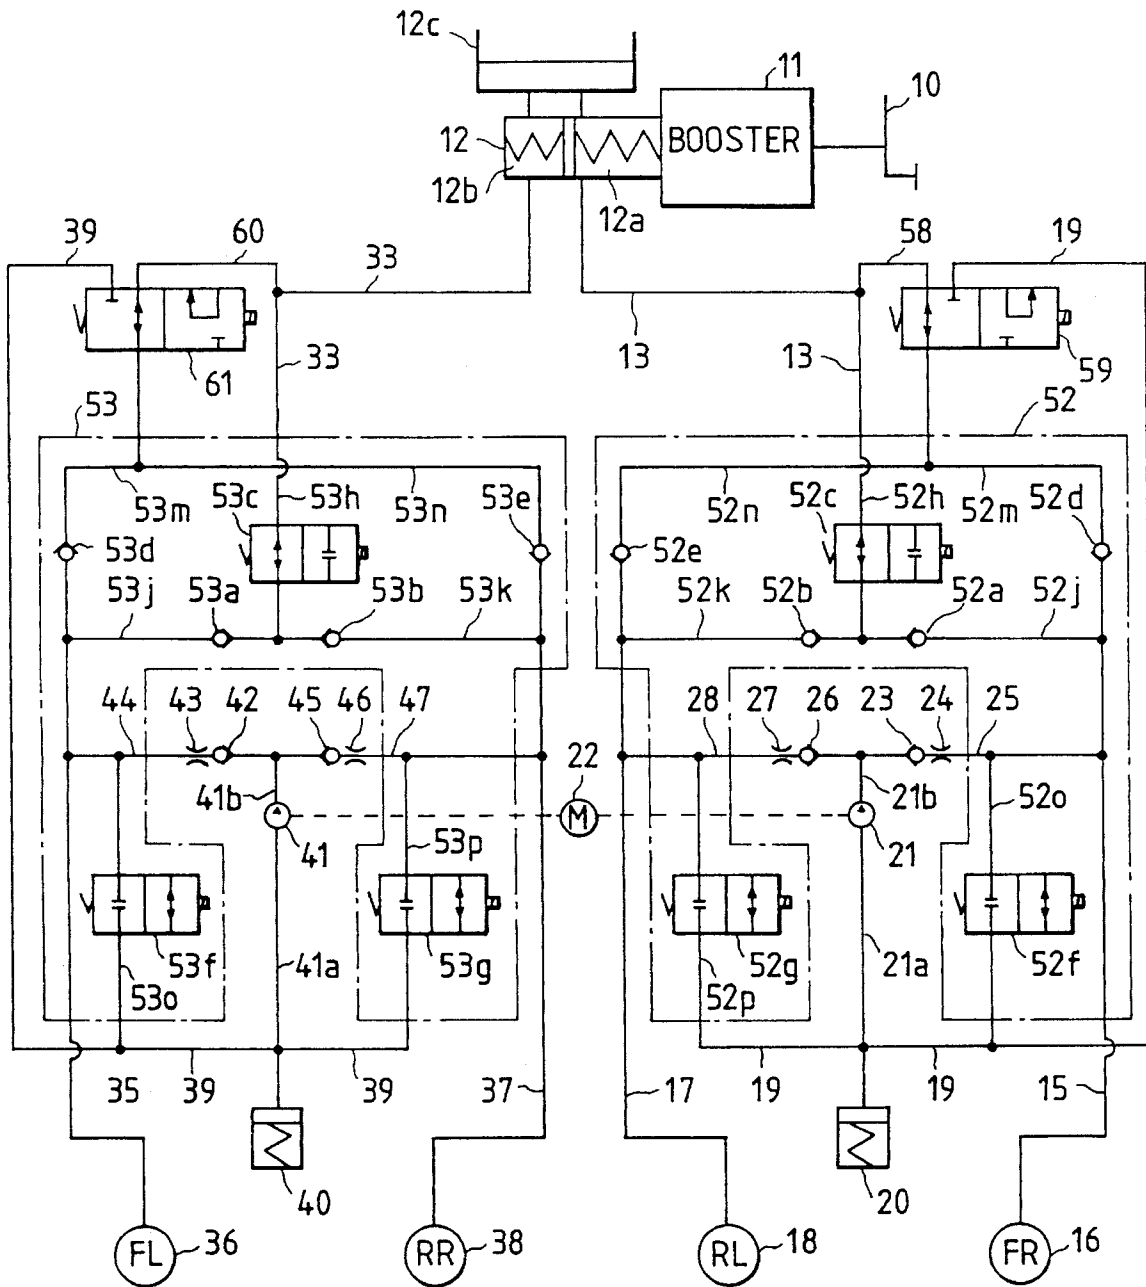 12c
11
10
12
BOOSTER
12b
12a
39
60
33
58
19
13
61
33
13
59
53
52
53m
53c
53h
53n
53e
52n
52c
52h
52m
52d
53d
52e
53j
53a
53b
53k
52k
52b
52a
52j
44
43
42
45
46
47
28
27
26
23
24
25
22
41b
M
21b
52o
41
53p
21
53f
41a
53g
52g
21a
52f
53o
52p
35
39
39
37
17
19
19
15
40
20
FL
36
RR
38
RL
18
FR
16